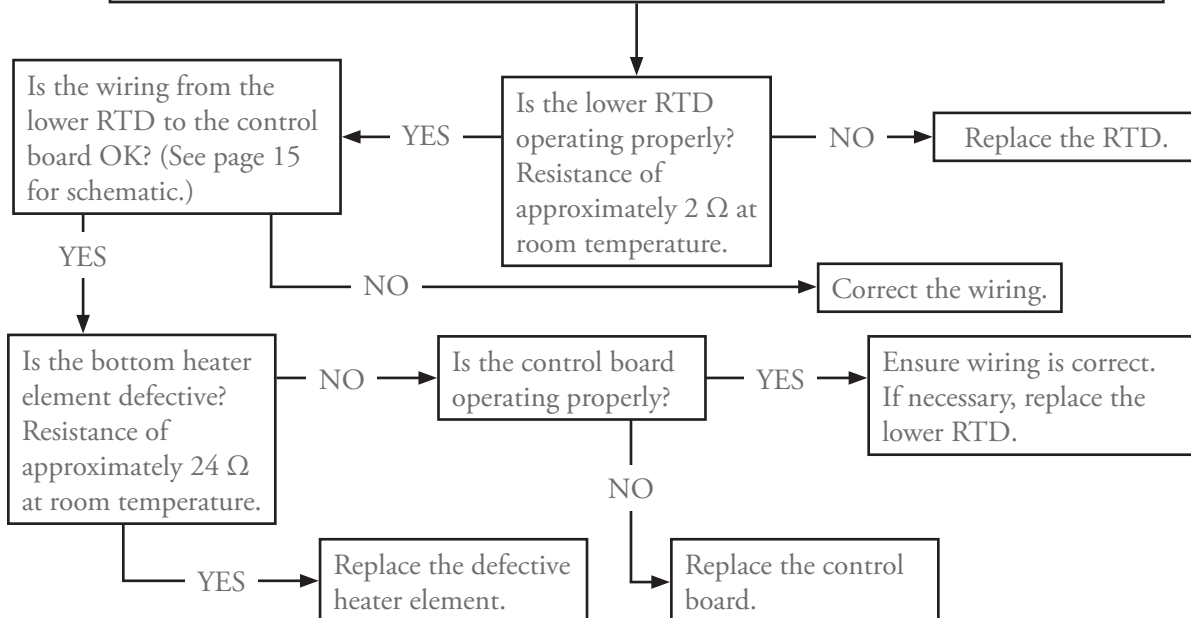 Is the wiring from the
lower RTD to the control
board OK? (See page 15
for schematic.)
YES
Is the lower RTD
operating properly?
Resistance of
approximately 2 Ω at
room temperature.
NO
Replace the RTD.
YES
NO
Correct the wiring.
Is the bottom heater
element defective?
Resistance of
approximately 24 Ω
at room temperature.
NO
Is the control board
operating properly?
YES
Ensure wiring is correct.
If necessary, replace the
lower RTD.
NO
YES
Replace the defective
heater element.
Replace the control
board.